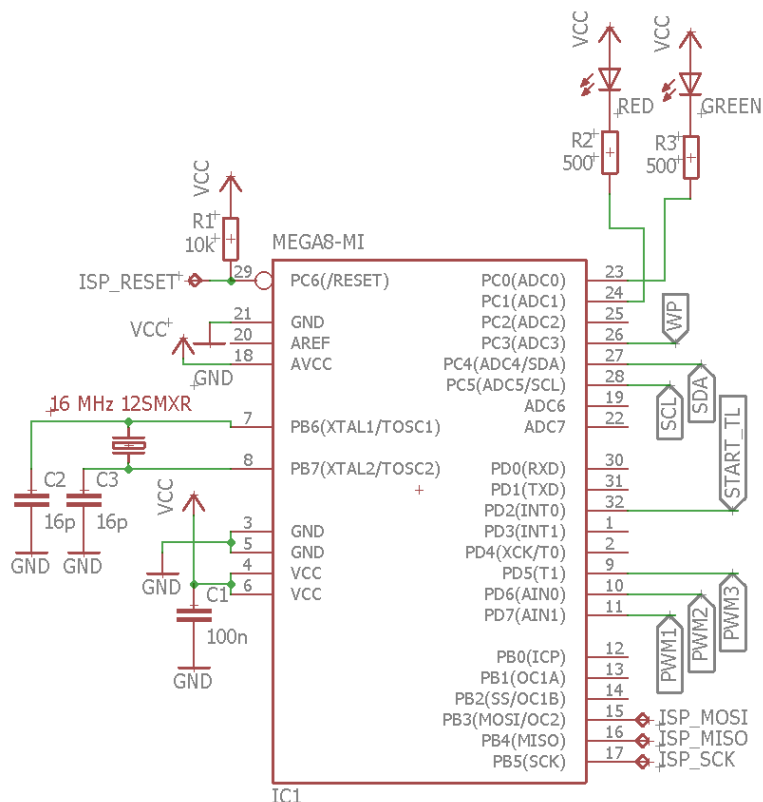 VCC
VCC
RED
GREEN
R2
500
R3
500
VCC
R1
10k
MEGA8-MI
ISP_RESET
29
PC6(/RESET)
21
GND
20
AREF
18
AVCC
VCC
GND
16 MHz 12SMXR
7
PB6(XTAL1/TOSC1)
8
PB7(XTAL2/TOSC2)
C2
16p
C3
16p
GND
GND
VCC
3
GND
5
GND
4
VCC
6
VCC
GND
C1
100n
GND
PC0(ADC0)
23
PC1(ADC1)
24
PC2(ADC2)
25
PC3(ADC3)
26
PC4(ADC4/SDA)
27
PC5(ADC5/SCL)
28
ADC6
19
ADC7
22
WP
SDA
SCL
START_TL
PD0(RXD)
30
PD1(TXD)
31
PD2(INT0)
32
PD3(INT1)
1
PD4(XCK/T0)
2
PD5(T1)
9
PD6(AIN0)
10
PD7(AIN1)
11
PWM1
PWM2
PWM3
PB0(ICP)
12
PB1(OC1A)
13
PB2(SS/OC1B)
14
PB3(MOSI/OC2)
15
ISP_MOSI
PB4(MISO)
16
ISP_MISO
PB5(SCK)
17
ISP_SCK
IC1